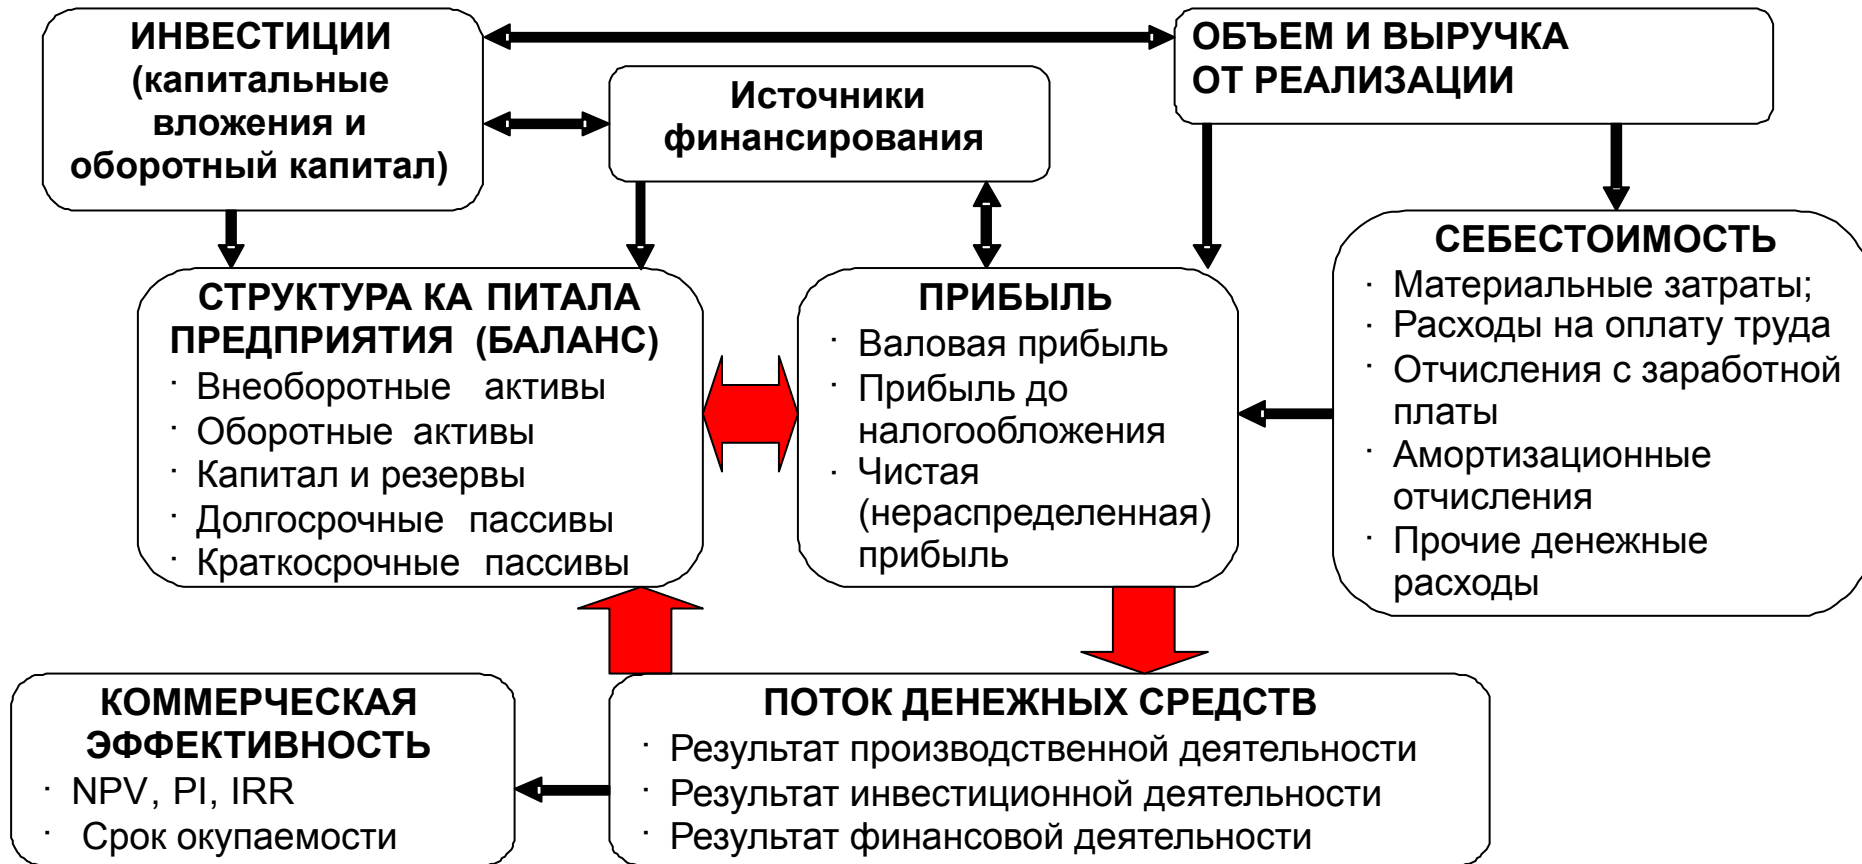 ИНВЕСТИЦИИ
(капитальные
вложения и
оборотный капитал)
Источники
финансирования
ОБЪЕМ И ВЫРУЧКА
ОТ РЕАЛИЗАЦИИ
СТРУКТУРА КА ПИТАЛА
ПРЕДПРИЯТИЯ (БАЛАНС)
· Внеоборотные активы
· Оборотные активы
· Капитал и резервы
· Долгосрочные пассивы
· Краткосрочные пассивы
ПРИБЫЛЬ
· Валовая прибыль
· Прибыль до
налогообложения
· Чистая
(нераспределенная)
прибыль
СЕБЕСТОИМОСТЬ
· Материальные затраты;
· Расходы на оплату труда
· Отчисления с заработной
платы
· Амортизационные
отчисления
· Прочие денежные
расходы
КОММЕРЧЕСКАЯ
ЭФФЕКТИВНОСТЬ
· NPV, PI, IRR
· Срок окупаемости
ПОТОК ДЕНЕЖНЫХ СРЕДСТВ
· Результат производственной деятельности
· Результат инвестиционной деятельности
· Результат финансовой деятельности